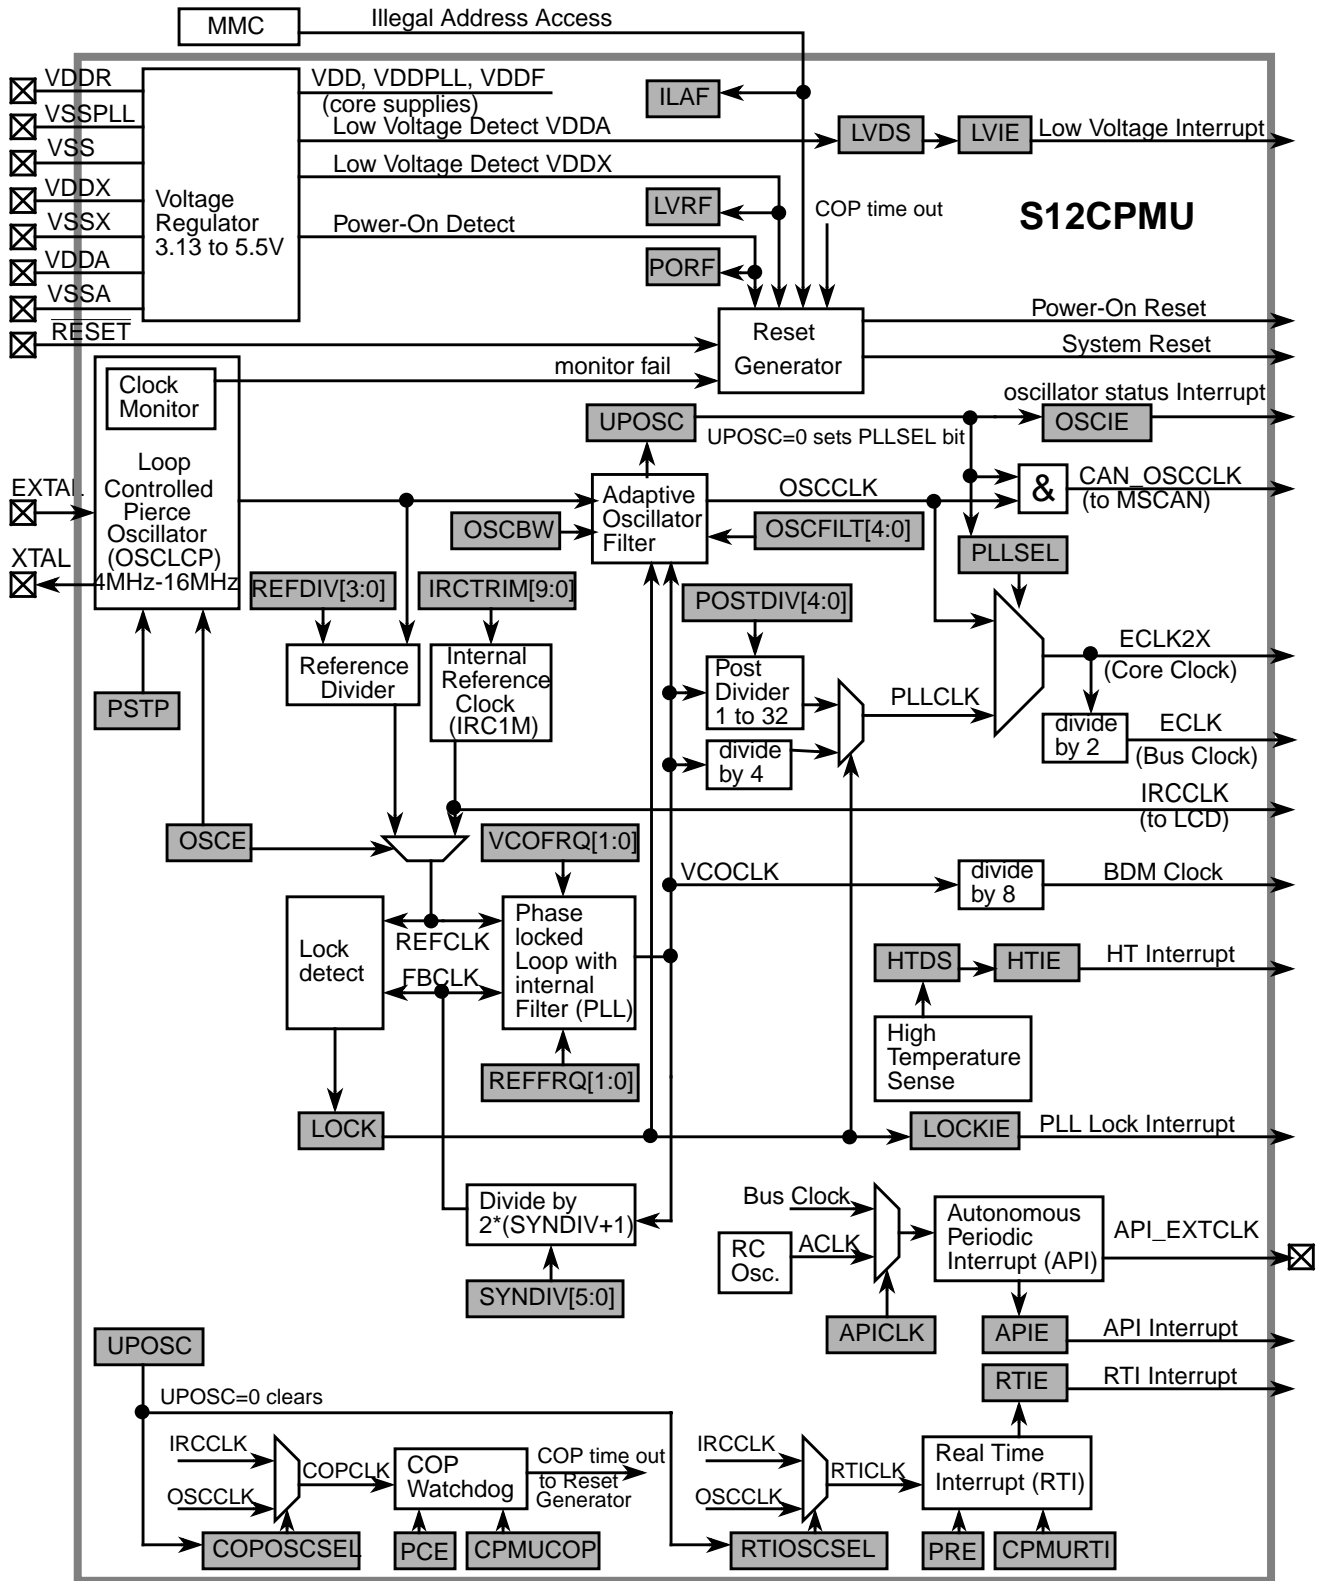 MMC
Illegal Address Access
VDDR
VSSPLL
VSS
VDDX
VSSX
VDDA
VSSA
RESET
Voltage
Regulator
3.13 to 5.5V
VDD, VDDPLL, VDDF
(core supplies)
Low Voltage Detect VDDA
Low Voltage Detect VDDX
Power-On Detect
ILAF
LVRF
PORF
COP time out
LVDS
LVIE
Low Voltage Interrupt
S12CPMU
Reset
Generator
Power-On Reset
System Reset
monitor fail
Clock
Monitor
Loop
Controlled
Pierce
Oscillator
(OSCLCP)
4MHz-16MHz
EXTAL
XTAL
UPOSC
UPOSC=0 sets PLLSEL bit
oscillator status Interrupt
OSCIE
Adaptive
Oscillator
Filter
OSCCLK
&
CAN_OSCCLK
(to MSCAN)
OSCBW
OSCFILT[4:0]
PLLSEL
REFDIV[3:0]
IRCTRIM[9:0]
POSTDIV[4:0]
Reference
Divider
Internal
Reference
Clock
(IRC1M)
Post
Divider
1 to 32
PLLCLK
ECLK2X
(Core Clock)
PSTP
divide
by 4
divide
by 2
ECLK
(Bus Clock)
IRCCLK
(to LCD)
OSCE
VCOFRQ[1:0]
VCOCLK
divide
by 8
BDM Clock
Lock
detect
REFCLK
FBCLK
Phase
locked
Loop with
internal
Filter (PLL)
REFFRQ[1:0]
HTDS
HTIE
HT Interrupt
High
Temperature
Sense
LOCK
LOCKIE
PLL Lock Interrupt
Divide by
2*(SYNDIV+1)
SYNDIV[5:0]
Bus Clock
RC
Osc.
ACLK
Autonomous
Periodic
Interrupt (API)
API_EXTCLK
APICLK
APIE
API Interrupt
RTIE
RTI Interrupt
UPOSC
UPOSC=0 clears
IRCCLK
OSCCLK
COPCLK
COP
Watchdog
COP time out
to Reset
Generator
IRCCLK
OSCCLK
RTICLK
Real Time
Interrupt (RTI)
COPOSCSEL
PCE
CPMUCOP
RTIOSCSEL
PRE
CPMURTI